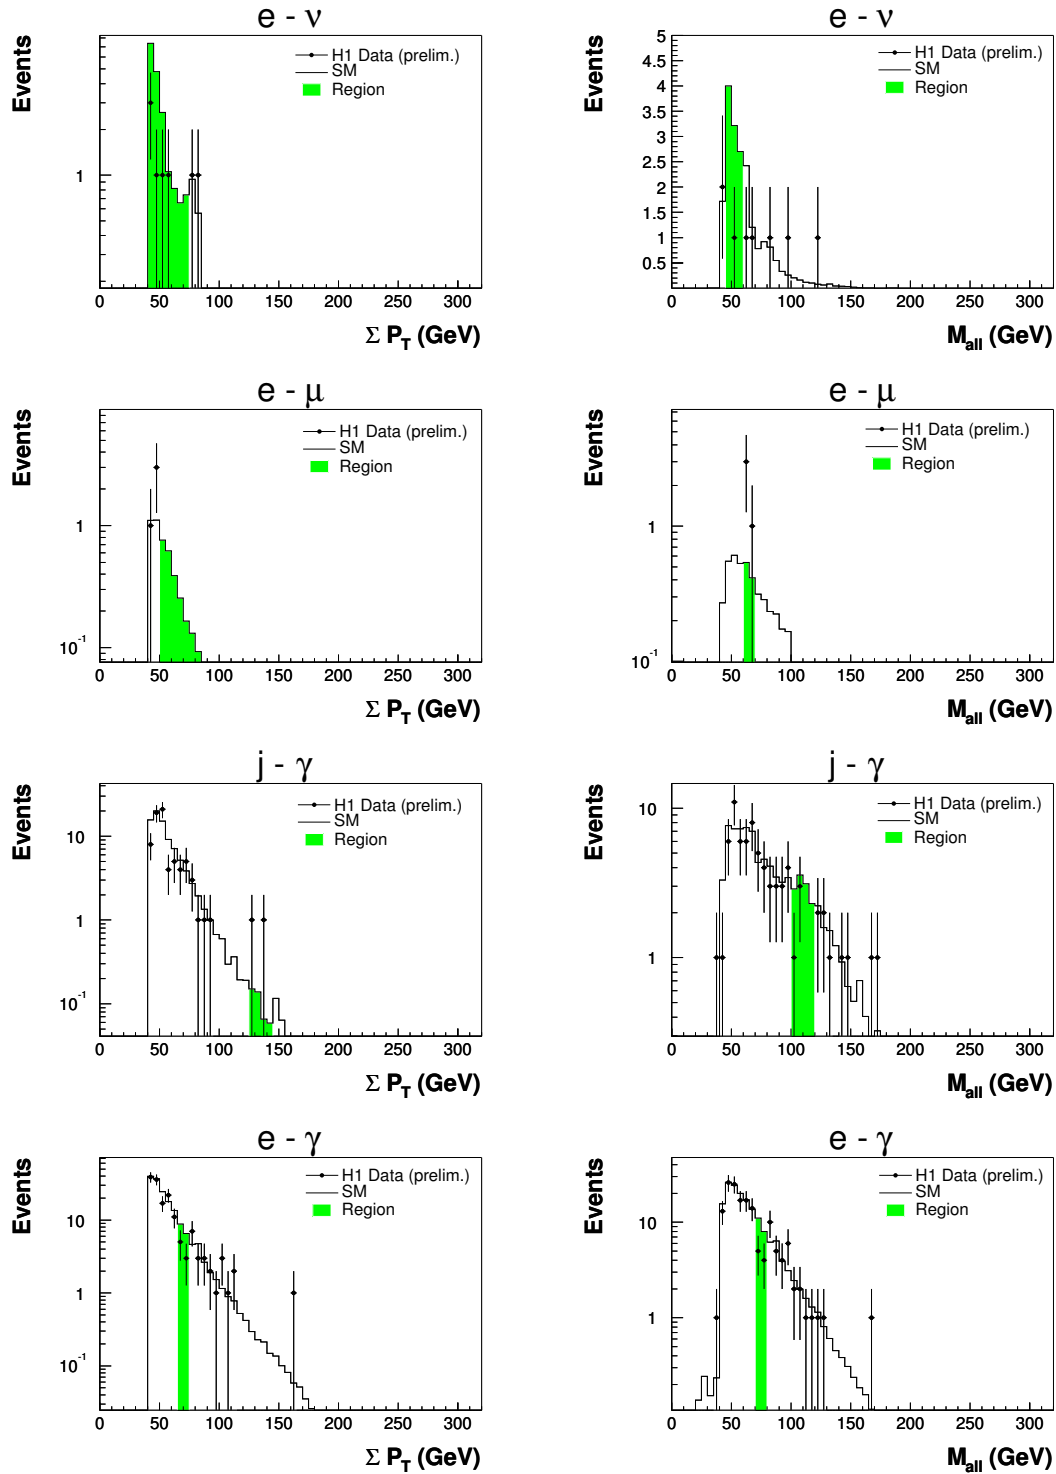 e - ν
Events
H1 Data (prelim.)
SM
Region
1
0 50 100 150 200 250 300
Σ P_T (GeV)
e - ν
Events
5
4.5
4
3.5
3
2.5
2
1.5
1
0.5
H1 Data (prelim.)
SM
Region
0 50 100 150 200 250 300
M_all (GeV)
e - μ
Events
H1 Data (prelim.)
SM
Region
1
10^-1
0 50 100 150 200 250 300
Σ P_T (GeV)
e - μ
Events
H1 Data (prelim.)
SM
Region
1
10^-1
0 50 100 150 200 250 300
M_all (GeV)
j - γ
Events
H1 Data (prelim.)
SM
Region
10
1
10^-1
0 50 100 150 200 250 300
Σ P_T (GeV)
j - γ
Events
H1 Data (prelim.)
SM
Region
10
1
0 50 100 150 200 250 300
M_all (GeV)
e - γ
Events
H1 Data (prelim.)
SM
Region
10
1
10^-1
0 50 100 150 200 250 300
Σ P_T (GeV)
e - γ
Events
H1 Data (prelim.)
SM
Region
10
1
0 50 100 150 200 250 300
M_all (GeV)